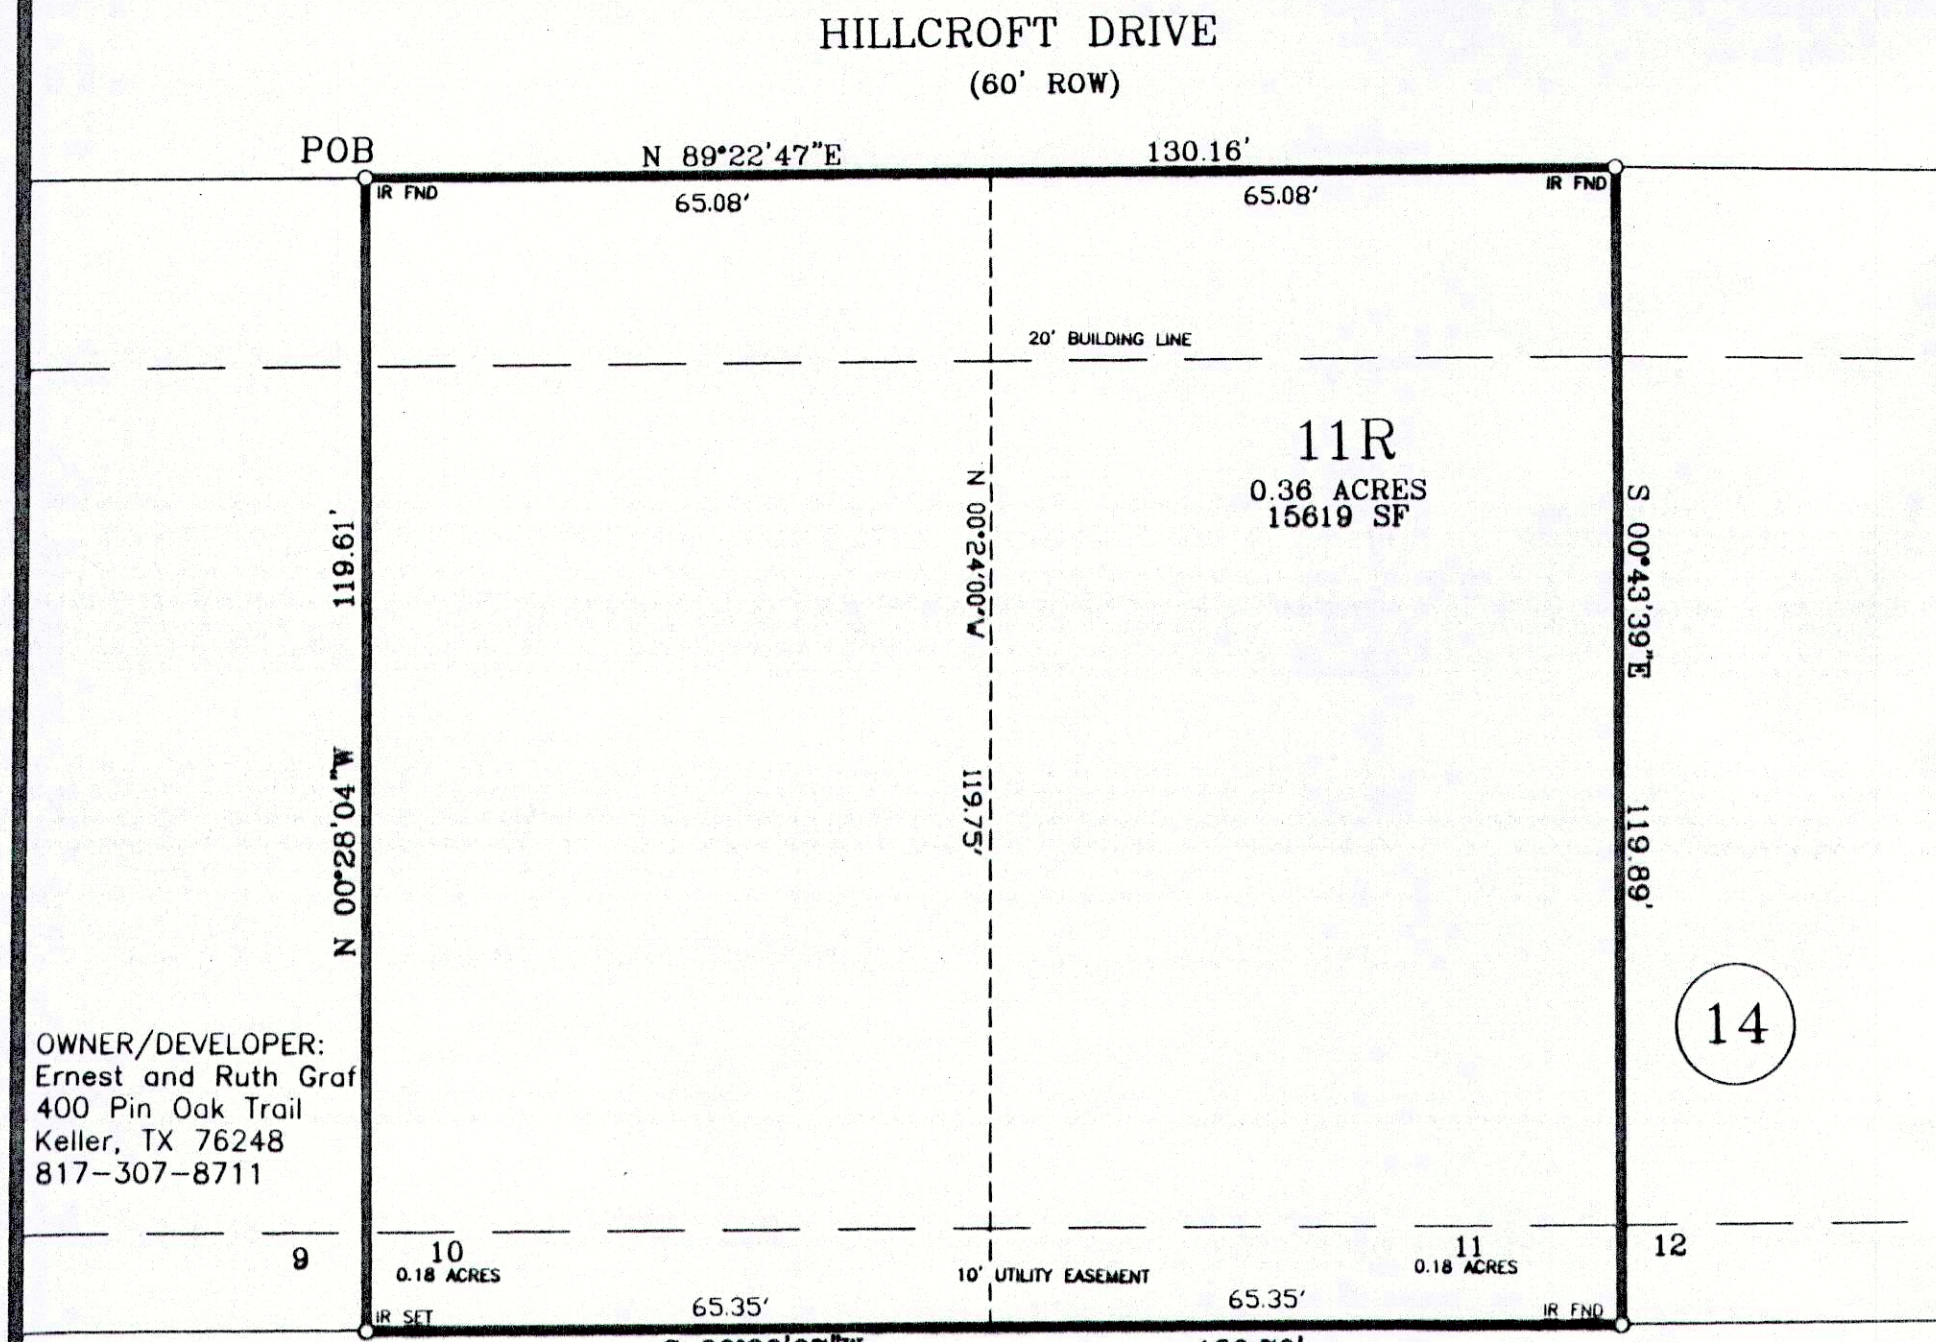 HILLCROFT DRIVE
(60' ROW)
POB
N 89°22'47"E
130.16'
IR FND
65.08'
65.08'
IR FND
20' BUILDING LINE
11R
0.36 ACRES
15619 SF
N 00°28'04"W 119.61'
N 00°24'00"W 119.75'
S 00°43'39"E 119.89'
14
OWNER/DEVELOPER:
Ernest and Ruth Graf
400 Pin Oak Trail
Keller, TX 76248
817-307-8711
9
10
0.18 ACRES
10' UTILITY EASEMENT
11
0.18 ACRES
12
IR SET
65.35'
65.35'
IR FND